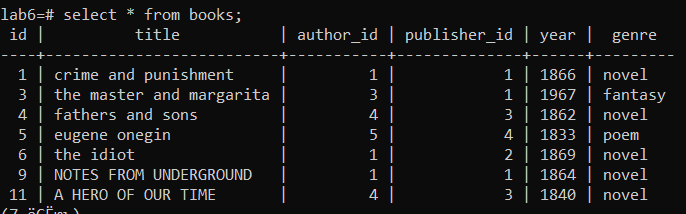 lab6=# select * from books;
 id |          title          | author_id | publisher_id | year |  genre
----+-------------------------+-----------+--------------+------+---------
  1 | crime and punishment    |         1 |            1 | 1866 | novel
  3 | the master and margarita |         3 |            1 | 1967 | fantasy
  4 | fathers and sons        |         4 |            3 | 1862 | novel
  5 | eugene onegin           |         5 |            4 | 1833 | poem
  6 | the idiot               |         1 |            2 | 1869 | novel
  9 | NOTES FROM UNDERGROUND  |         1 |            1 | 1864 | novel
 11 | A HERO OF OUR TIME      |         4 |            3 | 1840 | novel